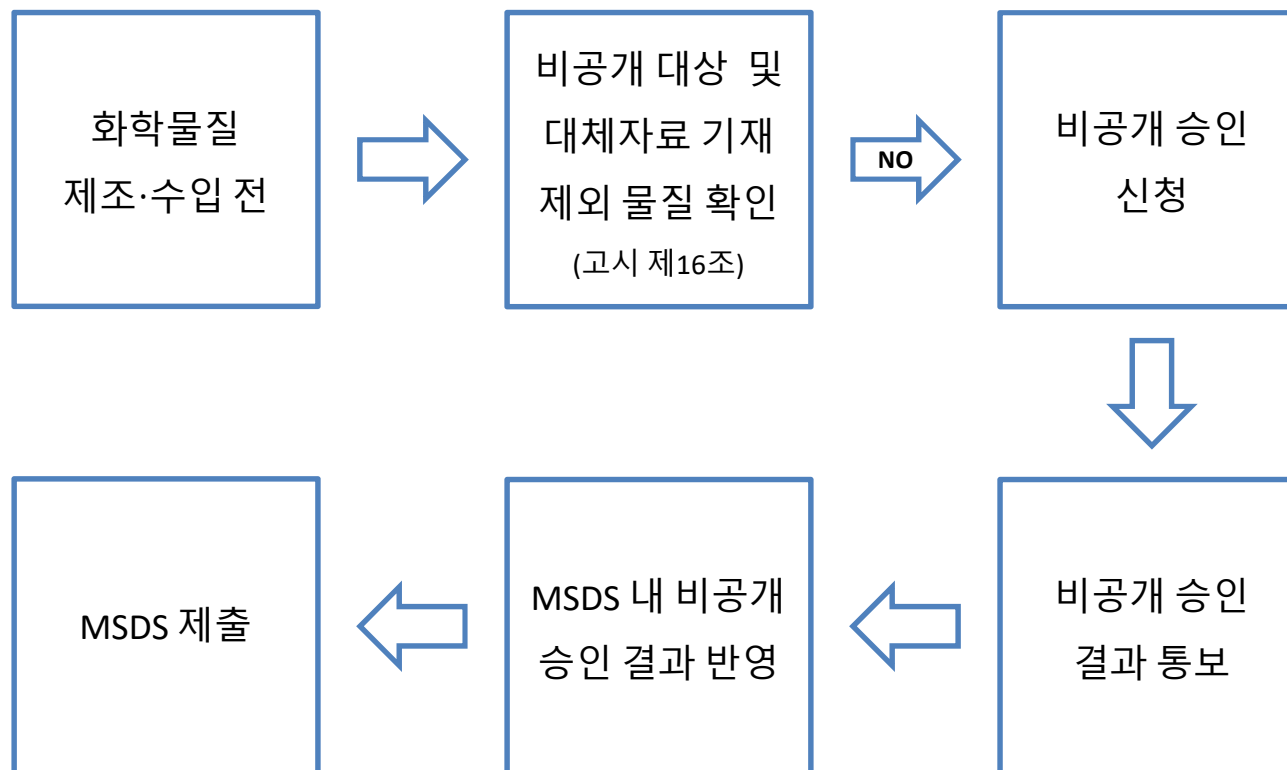 화학물질
제조·수입 전
비공개 대상 및
대체자료 기재
제외 물질 확인
(고시 제16조)
NO
비공개 승인
신청
비공개 승인
결과 통보
MSDS 내 비공개
승인 결과 반영
MSDS 제출